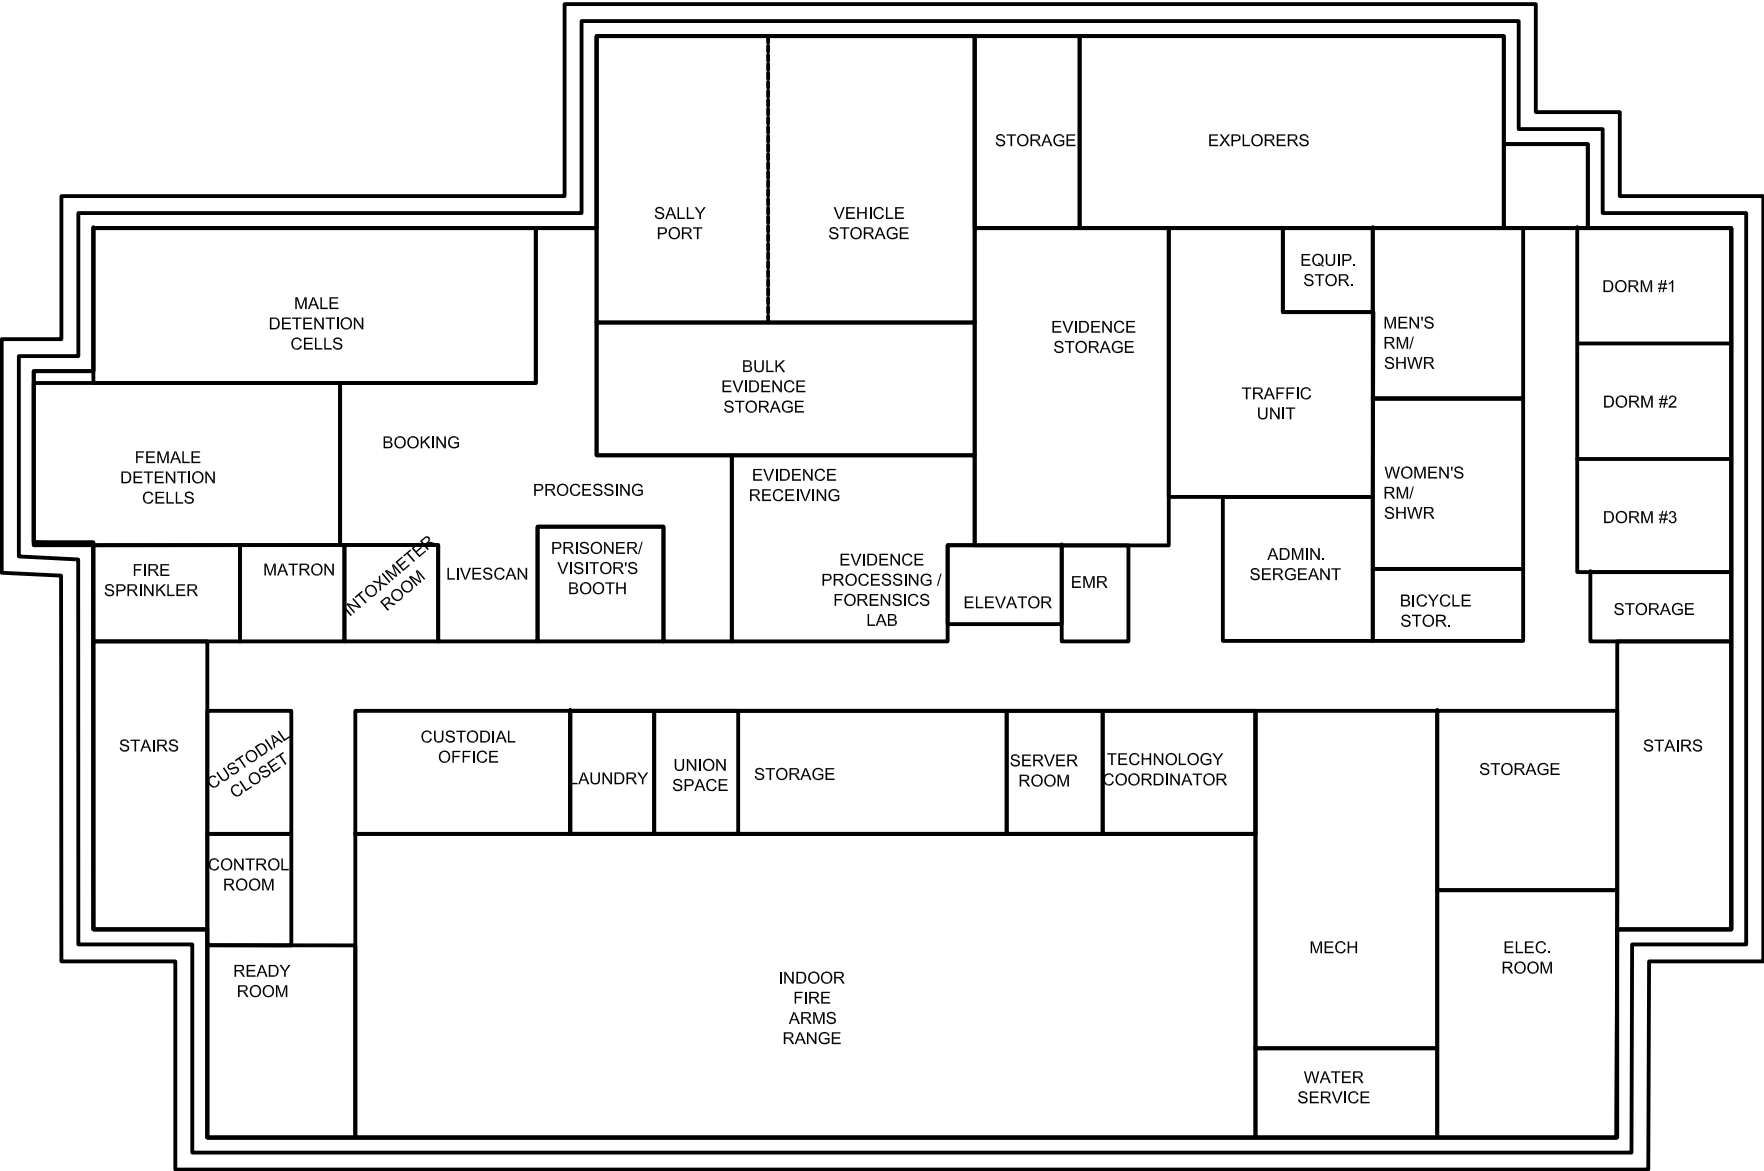 STORAGE
EXPLORERS
SALLY
PORT
VEHICLE
STORAGE
EQUIP.
STOR.
DORM #1
MALE
DETENTION
CELLS
EVIDENCE
STORAGE
MEN'S
RM/
SHWR
BULK
EVIDENCE
STORAGE
TRAFFIC
UNIT
DORM #2
BOOKING
FEMALE
DETENTION
CELLS
PROCESSING
EVIDENCE
RECEIVING
WOMEN'S
RM/
SHWR
DORM #3
FIRE
SPRINKLER
MATRON
INTOXIMETER
ROOM
LIVESCAN
PRISONER/
VISITOR'S
BOOTH
EVIDENCE
PROCESSING /
FORENSICS
LAB
ELEVATOR
EMR
ADMIN.
SERGEANT
BICYCLE
STOR.
STORAGE
STAIRS
CUSTODIAL
CLOSET
CUSTODIAL
OFFICE
LAUNDRY
UNION
SPACE
STORAGE
SERVER
ROOM
TECHNOLOGY
COORDINATOR
STORAGE
STAIRS
CONTROL
ROOM
READY
ROOM
INDOOR
FIRE
ARMS
RANGE
MECH
ELEC.
ROOM
WATER
SERVICE